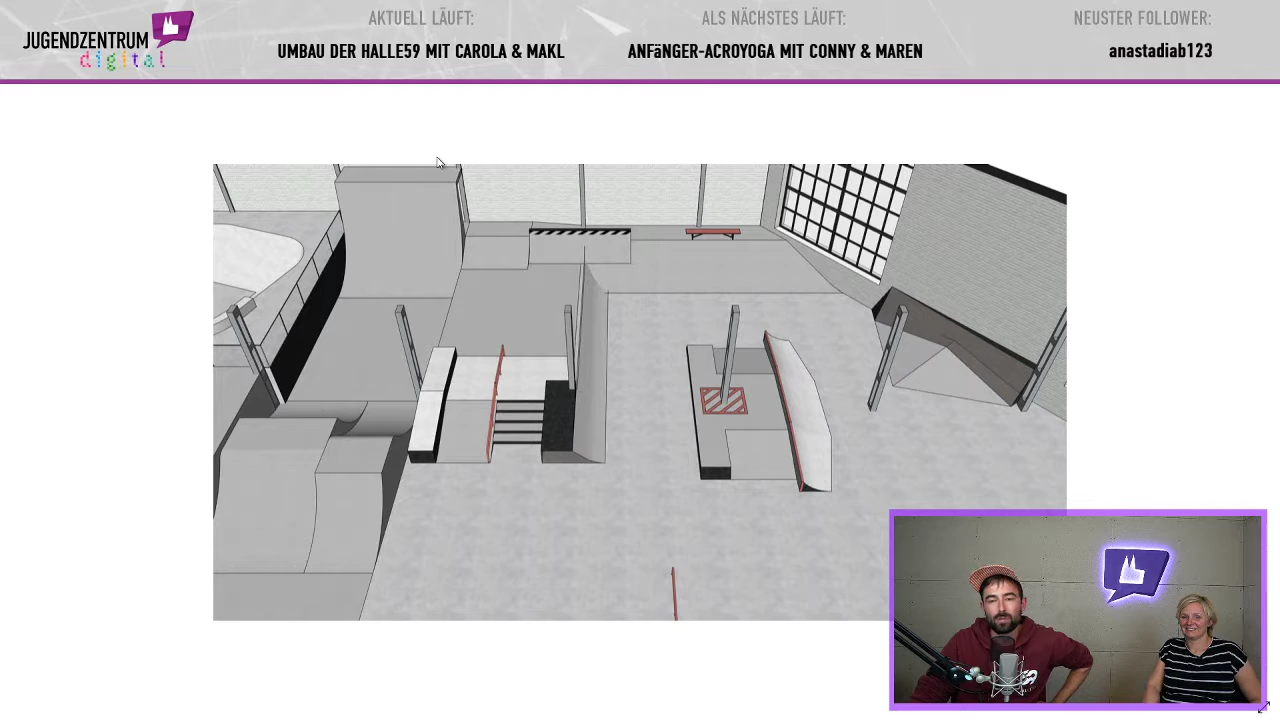 JUGENDZENTRUM
digital
AKTUELL LÄUFT:
UMBAU DER HALLE59 MIT CAROLA & MAKL
ALS NÄCHSTES LÄUFT:
ANFäNGER-ACROYOGA MIT CONNY & MAREN
NEUSTER FOLLOWER:
anastadiab123